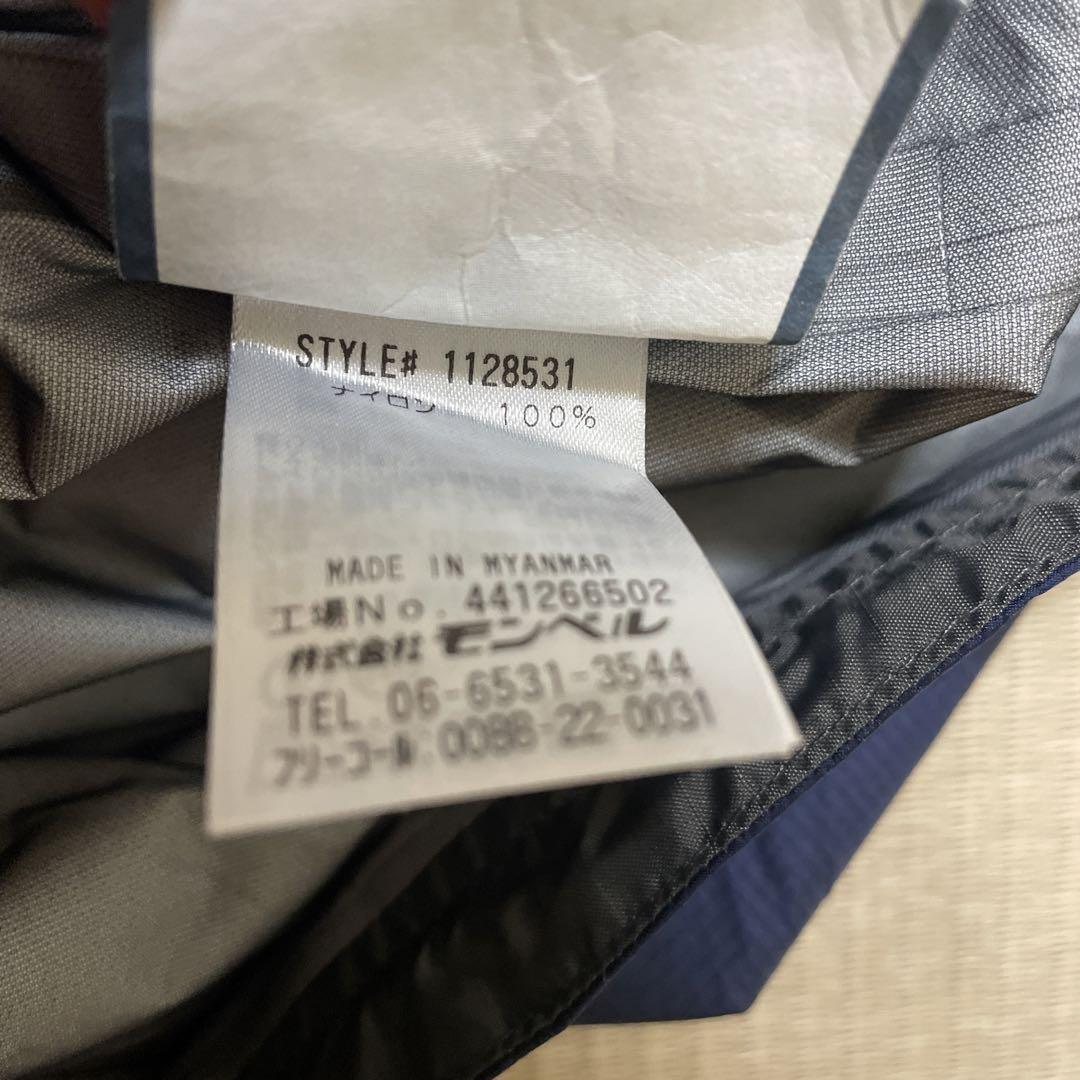 STYLE# 1128531
ナイロン 100%
MADE IN MYANMAR
工場No. 441266502
株式会社 モンベル
TEL. 06-6531-3544
フリーコール:0088-22-0031